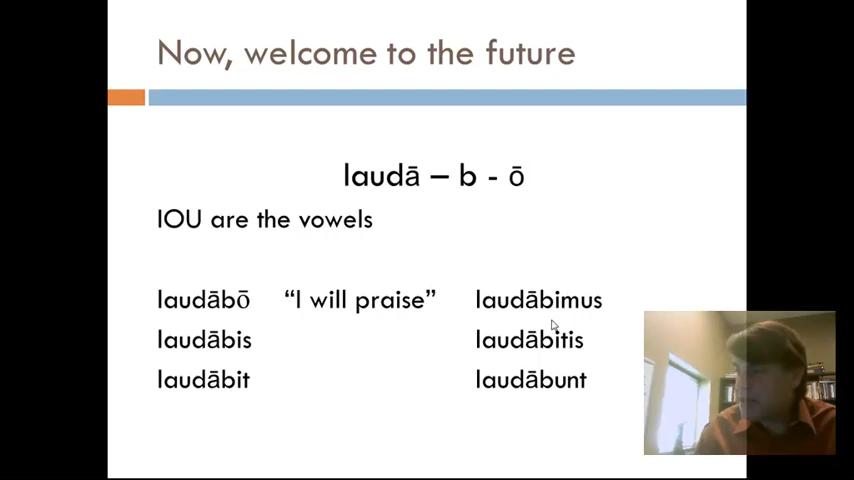 Now, welcome to the future
laudā – b - ō
IOU are the vowels
laudābō "I will praise" laudābimus
laudābis laudābitis
laudābit laudābunt